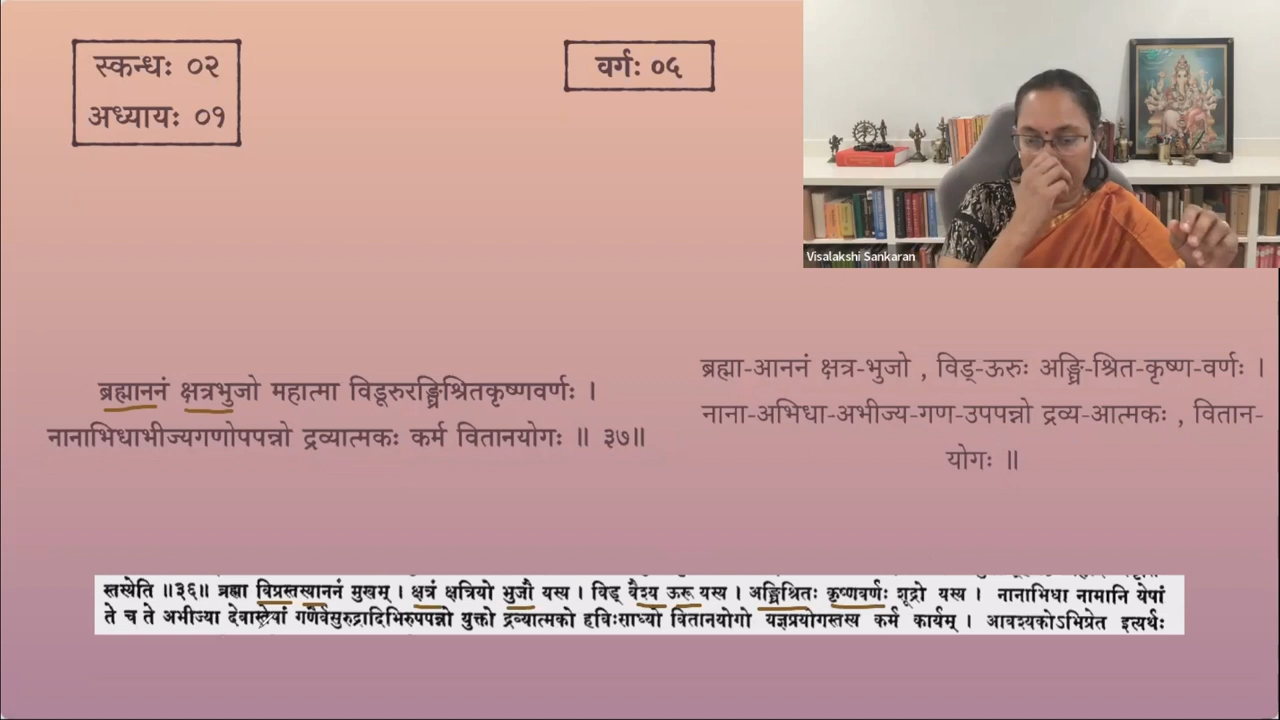 स्कन्धः ०२
अध्यायः ०१
वर्गः ०५
Visalakshi Sankaran
ब्रह्माननं क्षत्रभुजो महात्मा विडूरुरङ्घ्रिश्रितकृष्णवर्णः ।
नानाभिधाभीज्यगणोपपन्नो द्रव्यात्मकः कर्म वितानयोगः ॥ ३७॥
ब्रह्मा-आननं क्षत्र-भुजो , विड्-ऊरुः अङ्घ्रि-श्रित-कृष्ण-वर्णः ।
नाना-अभिधा-अभीज्य-गण-उपपन्नो द्रव्य-आत्मकः , वितान-
योगः ॥
स्तस्येति ॥३६॥ ब्रह्मा विप्रस्तस्याननं मुखम् । क्षत्रं क्षत्रियो भुजौ यस्य । विड् वैश्य ऊरू यस्य । अङ्घ्रिश्रितः कृष्णवर्णः शूद्रो यस्य । नानाभिधा नामानि येषां
ते च ते अभीज्या देवास्तेषां गणैर्वसुरुद्रादिभिरुपपन्नो युक्तो द्रव्यात्मको हविःसाध्यो वितानयोगो यज्ञप्रयोगस्तस्य कर्म कार्यम् । आवश्यकोऽभिप्रेत इत्यर्थः